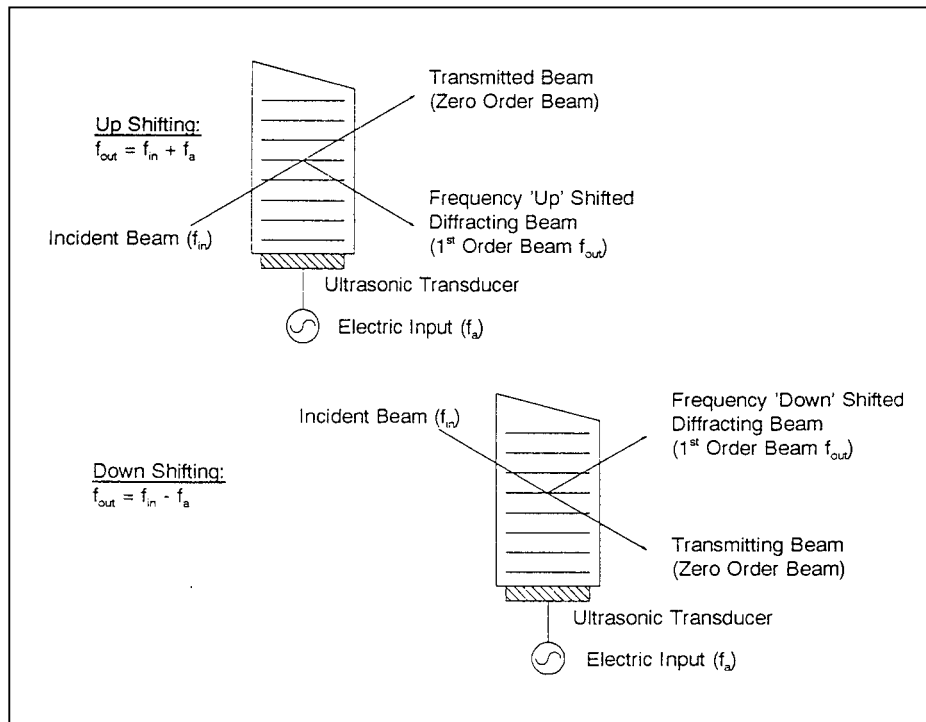 Transmitted Beam
(Zero Order Beam)
Up Shifting:
f_out = f_in + f_a
Frequency 'Up' Shifted
Diffracting Beam
(1st Order Beam f_out)
Incident Beam (f_in)
Ultrasonic Transducer
Electric Input (f_a)
Incident Beam (f_in)
Frequency 'Down' Shifted
Diffracting Beam
(1st Order Beam f_out)
Down Shifting:
f_out = f_in - f_a
Transmitting Beam
(Zero Order Beam)
Ultrasonic Transducer
Electric Input (f_a)